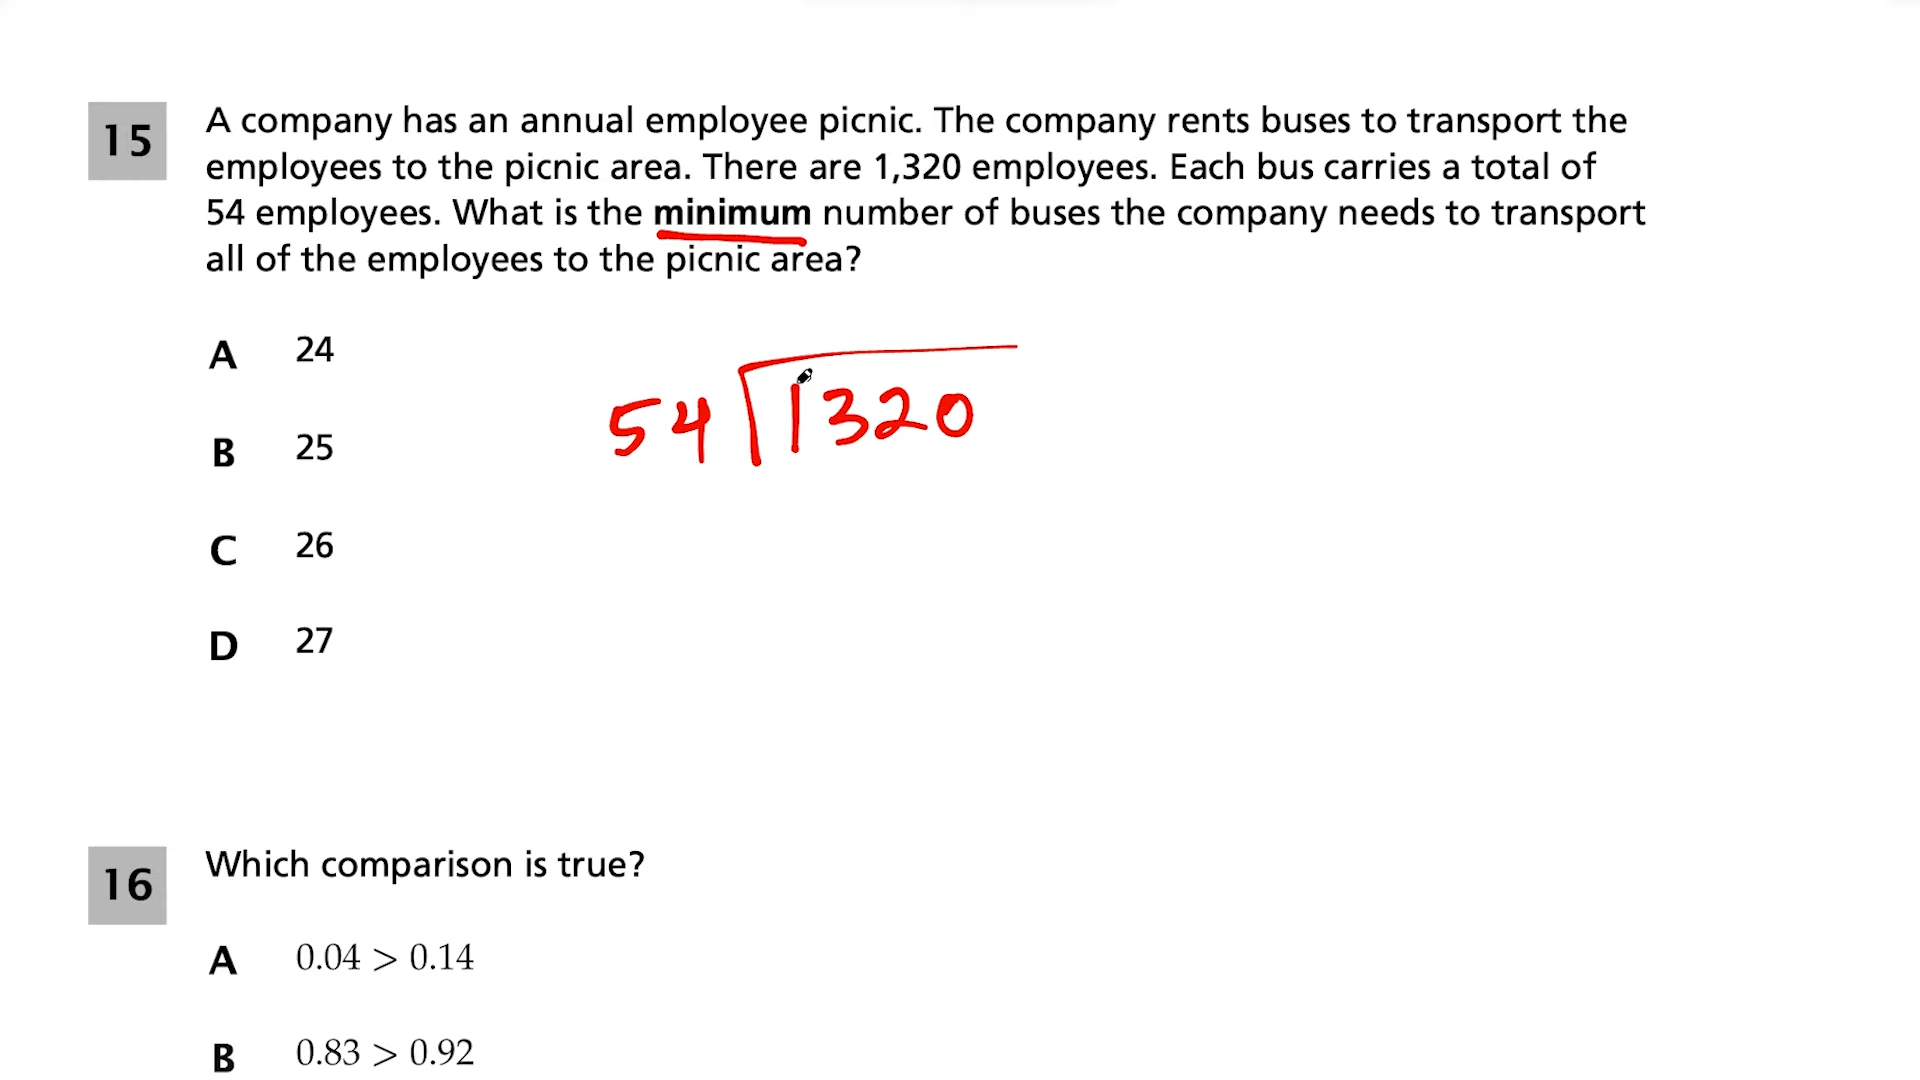 15
A company has an annual employee picnic. The company rents buses to transport the
employees to the picnic area. There are 1,320 employees. Each bus carries a total of
54 employees. What is the minimum number of buses the company needs to transport
all of the employees to the picnic area?
A 24
B 25
C 26
D 27
54 1320
16
Which comparison is true?
A 0.04 > 0.14
B 0.83 > 0.92